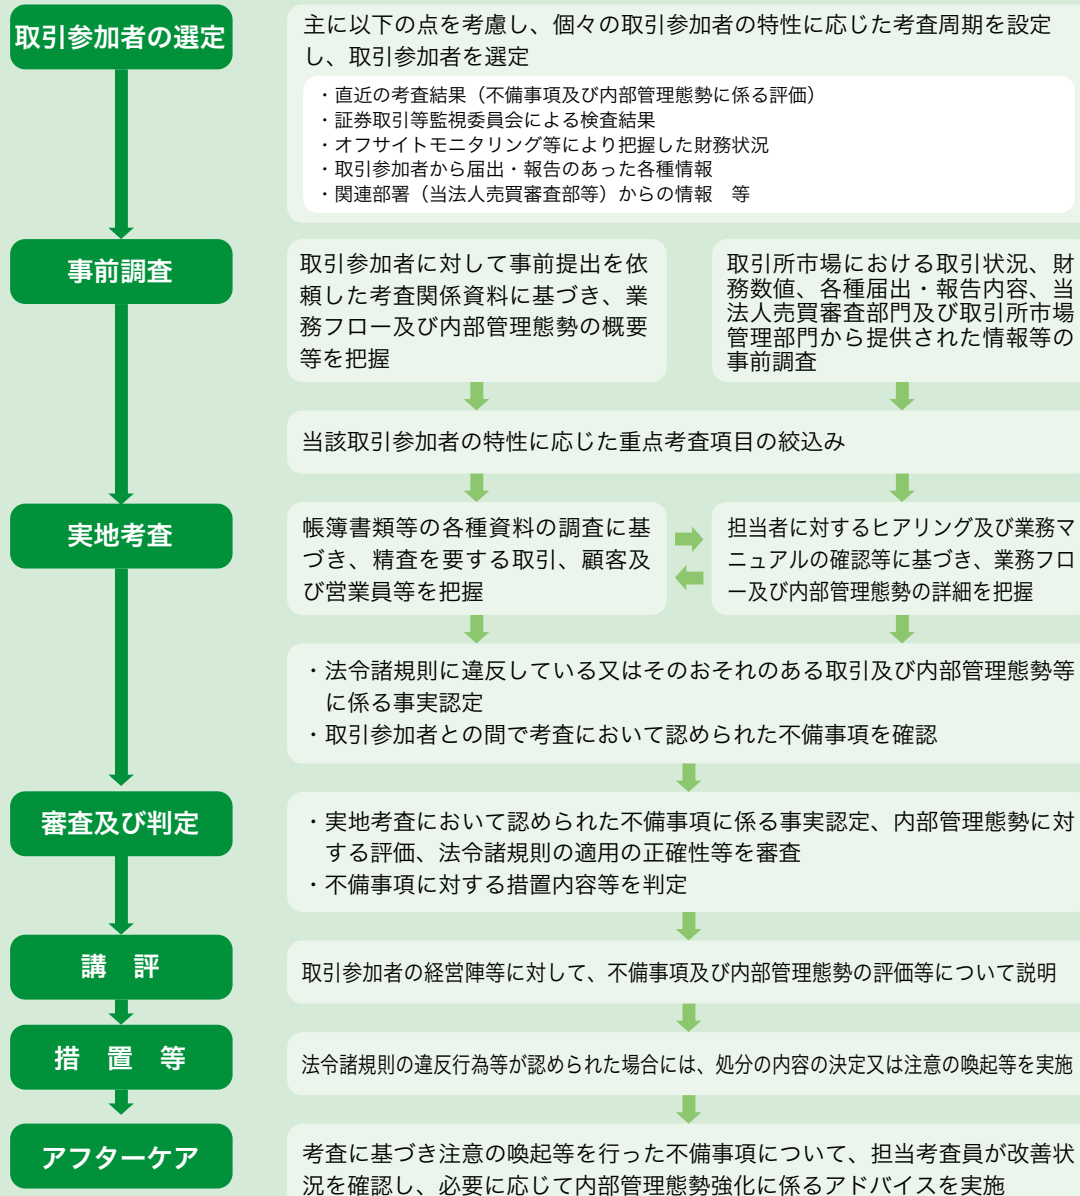 取引参加者の選定
主に以下の点を考慮し、個々の取引参加者の特性に応じた考査周期を設定
し、取引参加者を選定
・直近の考査結果（不備事項及び内部管理態勢に係る評価）
・証券取引等監視委員会による検査結果
・オフサイトモニタリング等により把握した財務状況
・取引参加者から届出・報告のあった各種情報
・関連部署（当法人売買審査部等）からの情報　等
事前調査
取引参加者に対して事前提出を依
頼した考査関係資料に基づき、業
務フロー及び内部管理態勢の概要
等を把握
取引所市場における取引状況、財
務数値、各種届出・報告内容、当
法人売買審査部門及び取引所市場
管理部門から提供された情報等の
事前調査
当該取引参加者の特性に応じた重点考査項目の絞込み
実地考査
帳簿書類等の各種資料の調査に基
づき、精査を要する取引、顧客及
び営業員等を把握
担当者に対するヒアリング及び業務マ
ニュアルの確認等に基づき、業務フロ
ー及び内部管理態勢の詳細を把握
・法令諸規則に違反している又はそのおそれのある取引及び内部管理態勢等
に係る事実認定
・取引参加者との間で考査において認められた不備事項を確認
審査及び判定
・実地考査において認められた不備事項に係る事実認定、内部管理態勢に対
する評価、法令諸規則の適用の正確性等を審査
・不備事項に対する措置内容等を判定
講　評
取引参加者の経営陣等に対して、不備事項及び内部管理態勢の評価等について説明
措　置　等
法令諸規則の違反行為等が認められた場合には、処分の内容の決定又は注意の喚起等を実施
アフターケア
考査に基づき注意の喚起等を行った不備事項について、担当考査員が改善状
況を確認し、必要に応じて内部管理態勢強化に係るアドバイスを実施